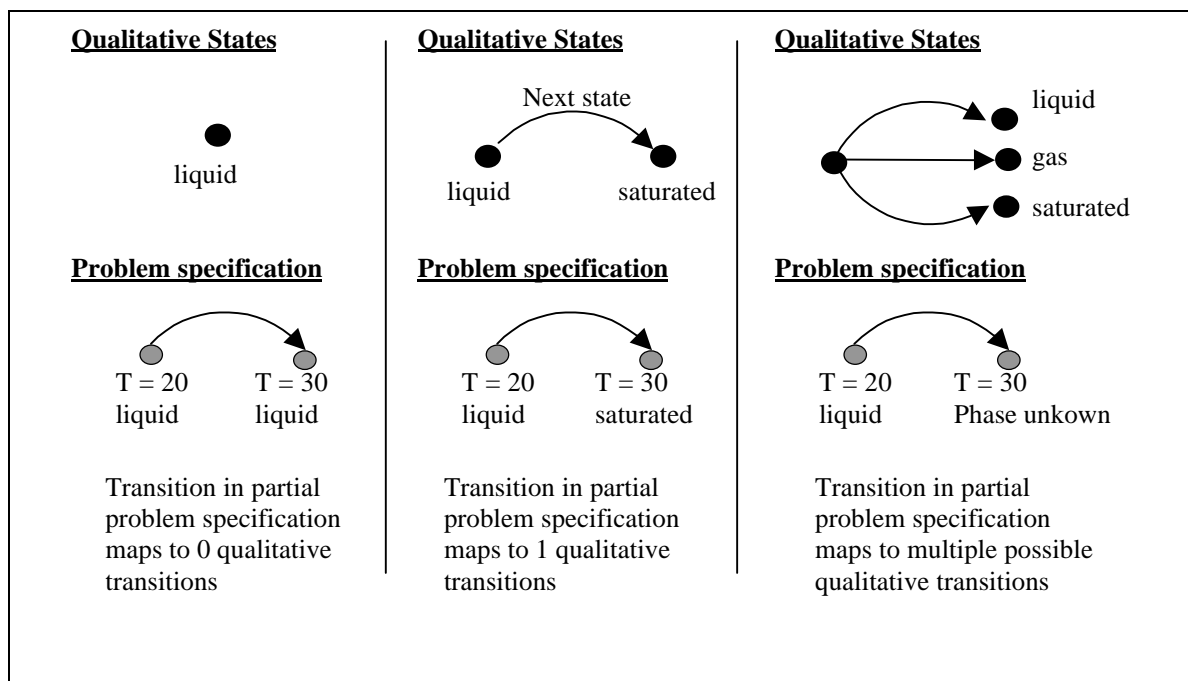 Qualitative States
liquid
Problem specification
T = 20
T = 30
liquid
liquid
Transition in partial
problem specification
maps to 0 qualitative
transitions
Qualitative States
Next state
liquid
saturated
Problem specification
T = 20
T = 30
liquid
saturated
Transition in partial
problem specification
maps to 1 qualitative
transitions
Qualitative States
liquid
gas
saturated
Problem specification
T = 20
T = 30
liquid
Phase unkown
Transition in partial
problem specification
maps to multiple possible
qualitative transitions